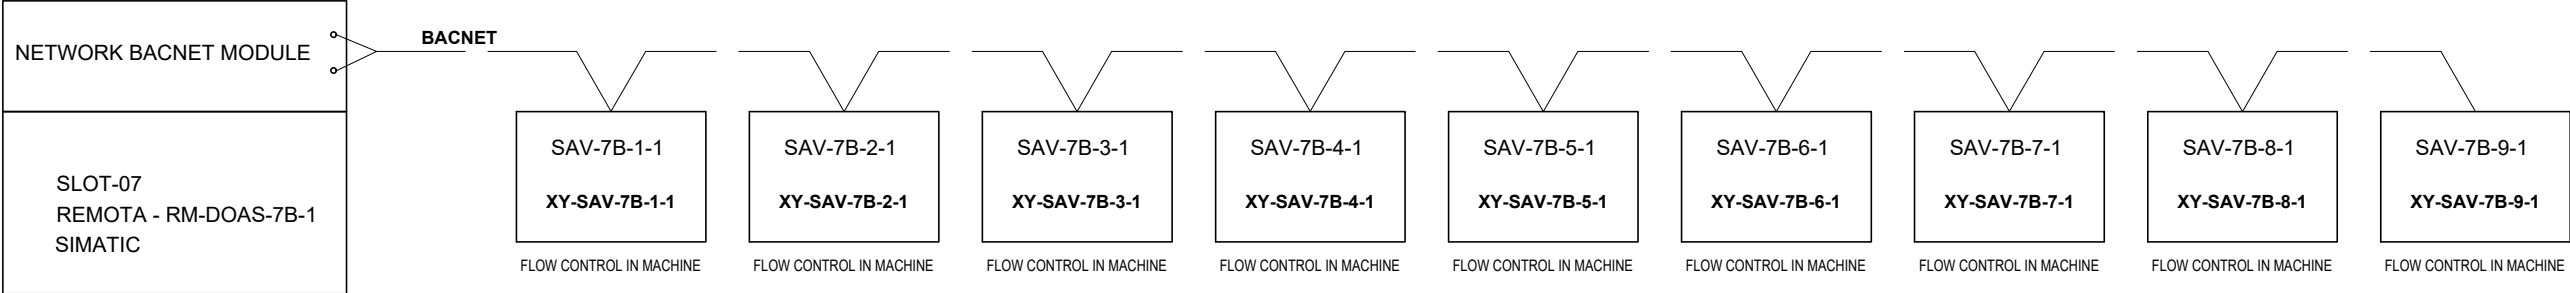 NETWORK BACNET MODULE
BACNET
SLOT-07
REMOTA - RM-DOAS-7B-1
SIMATIC
SAV-7B-1-1
XY-SAV-7B-1-1
FLOW CONTROL IN MACHINE
SAV-7B-2-1
XY-SAV-7B-2-1
FLOW CONTROL IN MACHINE
SAV-7B-3-1
XY-SAV-7B-3-1
FLOW CONTROL IN MACHINE
SAV-7B-4-1
XY-SAV-7B-4-1
FLOW CONTROL IN MACHINE
SAV-7B-5-1
XY-SAV-7B-5-1
FLOW CONTROL IN MACHINE
SAV-7B-6-1
XY-SAV-7B-6-1
FLOW CONTROL IN MACHINE
SAV-7B-7-1
XY-SAV-7B-7-1
FLOW CONTROL IN MACHINE
SAV-7B-8-1
XY-SAV-7B-8-1
FLOW CONTROL IN MACHINE
SAV-7B-9-1
XY-SAV-7B-9-1
FLOW CONTROL IN MACHINE